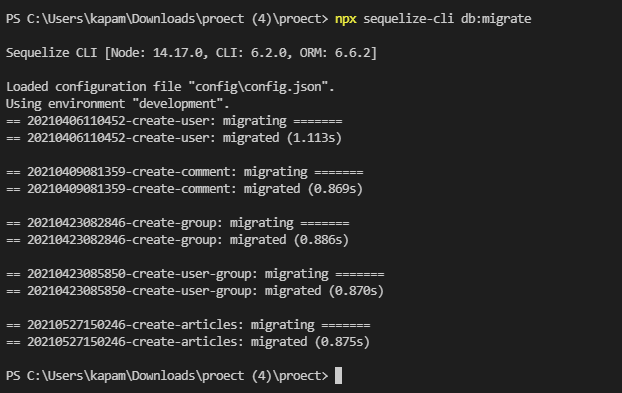 PS C:\Users\kapam\Downloads\proect (4)\proect> npx sequelize-cli db:migrate
Sequelize CLI [Node: 14.17.0, CLI: 6.2.0, ORM: 6.6.2]
Loaded configuration file "config\config.json".
Using environment "development".
== 20210406110452-create-user: migrating =======
== 20210406110452-create-user: migrated (1.113s)
== 20210409081359-create-comment: migrating =======
== 20210409081359-create-comment: migrated (0.869s)
== 20210423082846-create-group: migrating =======
== 20210423082846-create-group: migrated (0.886s)
== 20210423085850-create-user-group: migrating =======
== 20210423085850-create-user-group: migrated (0.870s)
== 20210527150246-create-articles: migrating =======
== 20210527150246-create-articles: migrated (0.875s)
PS C:\Users\kapam\Downloads\proect (4)\proect>